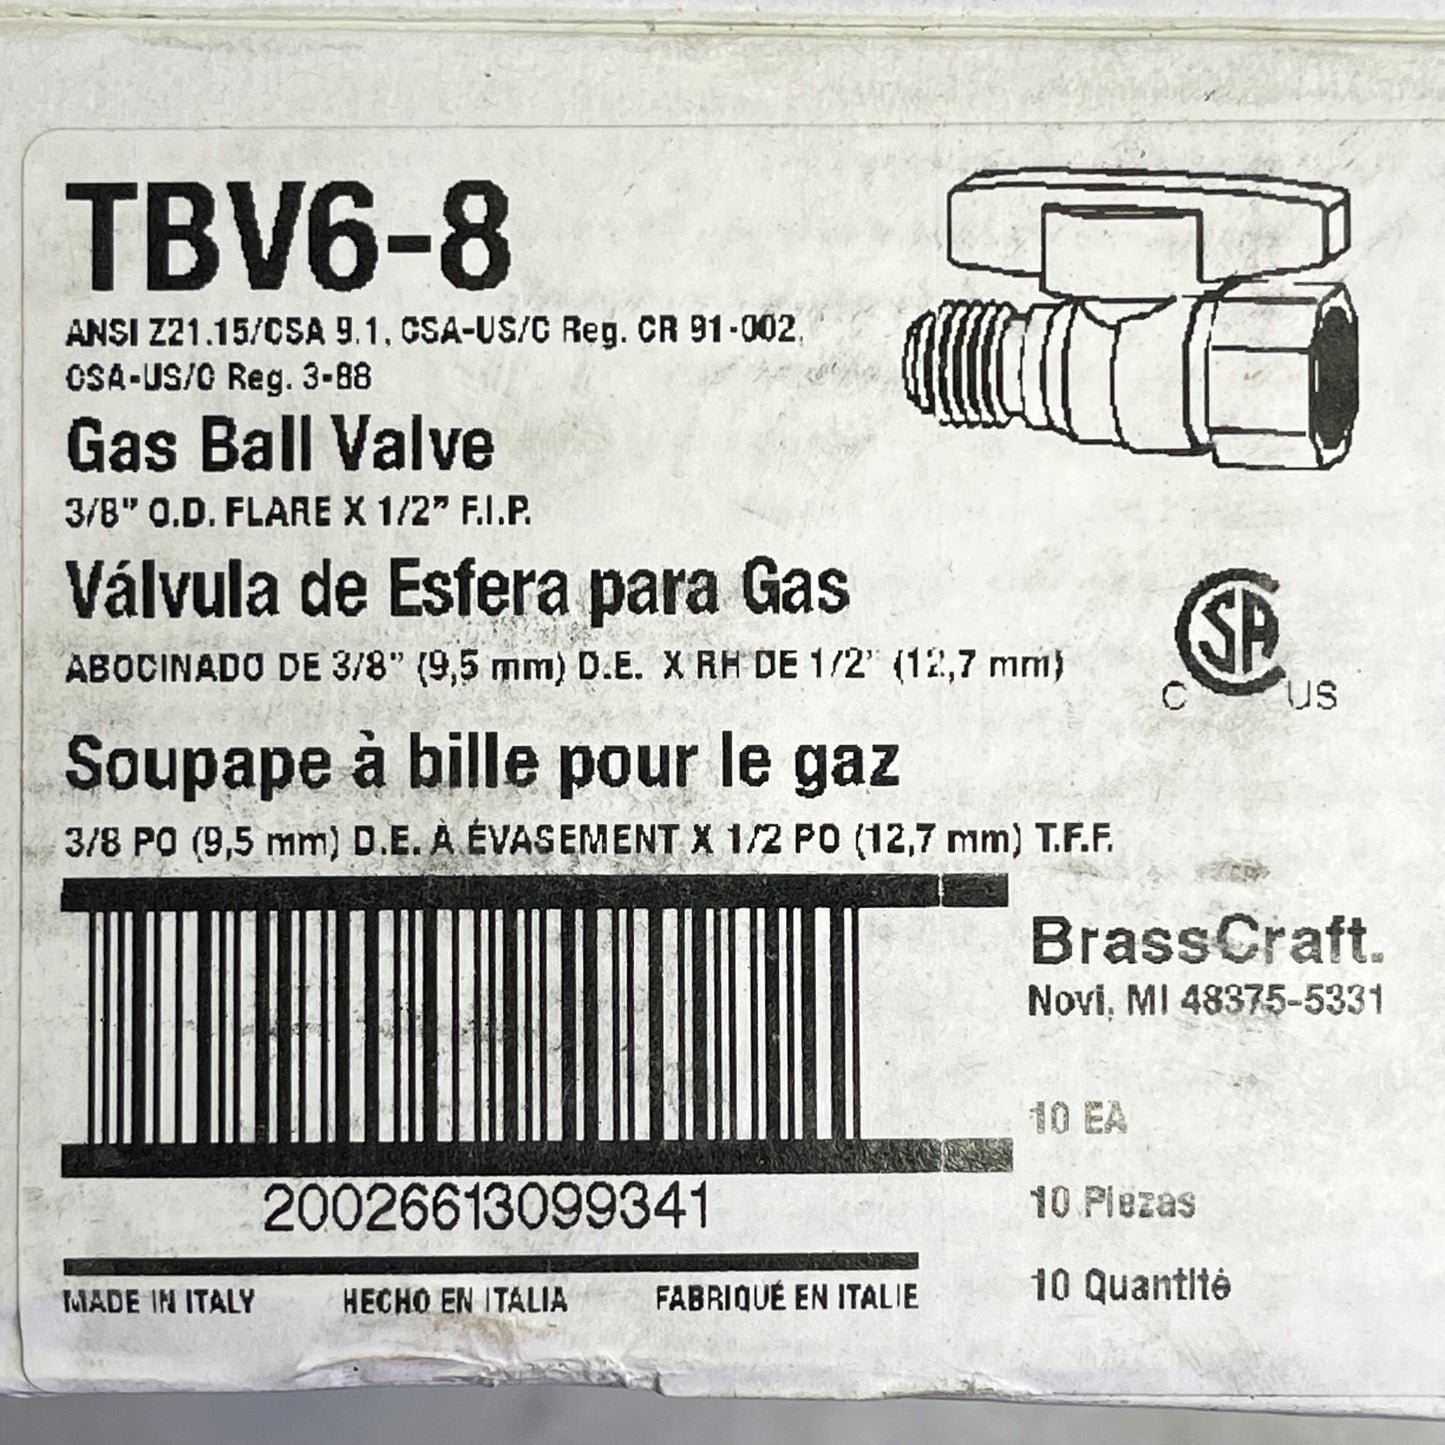 TBV6-8
ANSI Z21.15/CSA 9.1, CSA-US/C Reg. CR 91-002,
CSA-US/C Reg. 3-88
Gas Ball Valve
3/8” O.D. FLARE X 1/2” F.I.P.
Válvula de Esfera para Gas
ABOCINADO DE 3/8” (9,5 mm) D.E. X RH DE 1/2” (12,7 mm)
CSA
C US
Soupape à bille pour le gaz
3/8 PO (9,5 mm) D.E. À ÉVASEMENT X 1/2 PO (12,7 mm) T.F.F.
BrassCraft.
Novi, MI 48375-5331
10 EA
10 Piezas
10 Quantité
20026613099341
MADE IN ITALY HECHO EN ITALIA FABRIQUÉ EN ITALIE